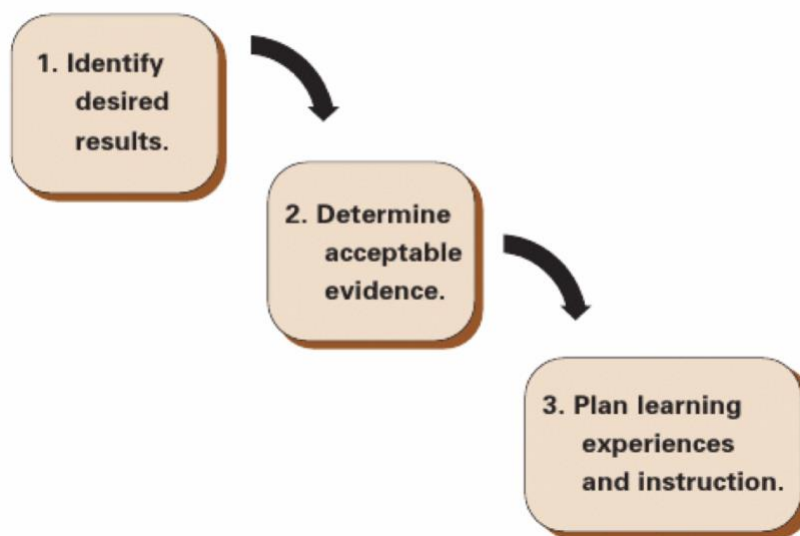 1. Identify
desired
results.
2. Determine
acceptable
evidence.
3. Plan learning
experiences
and instruction.